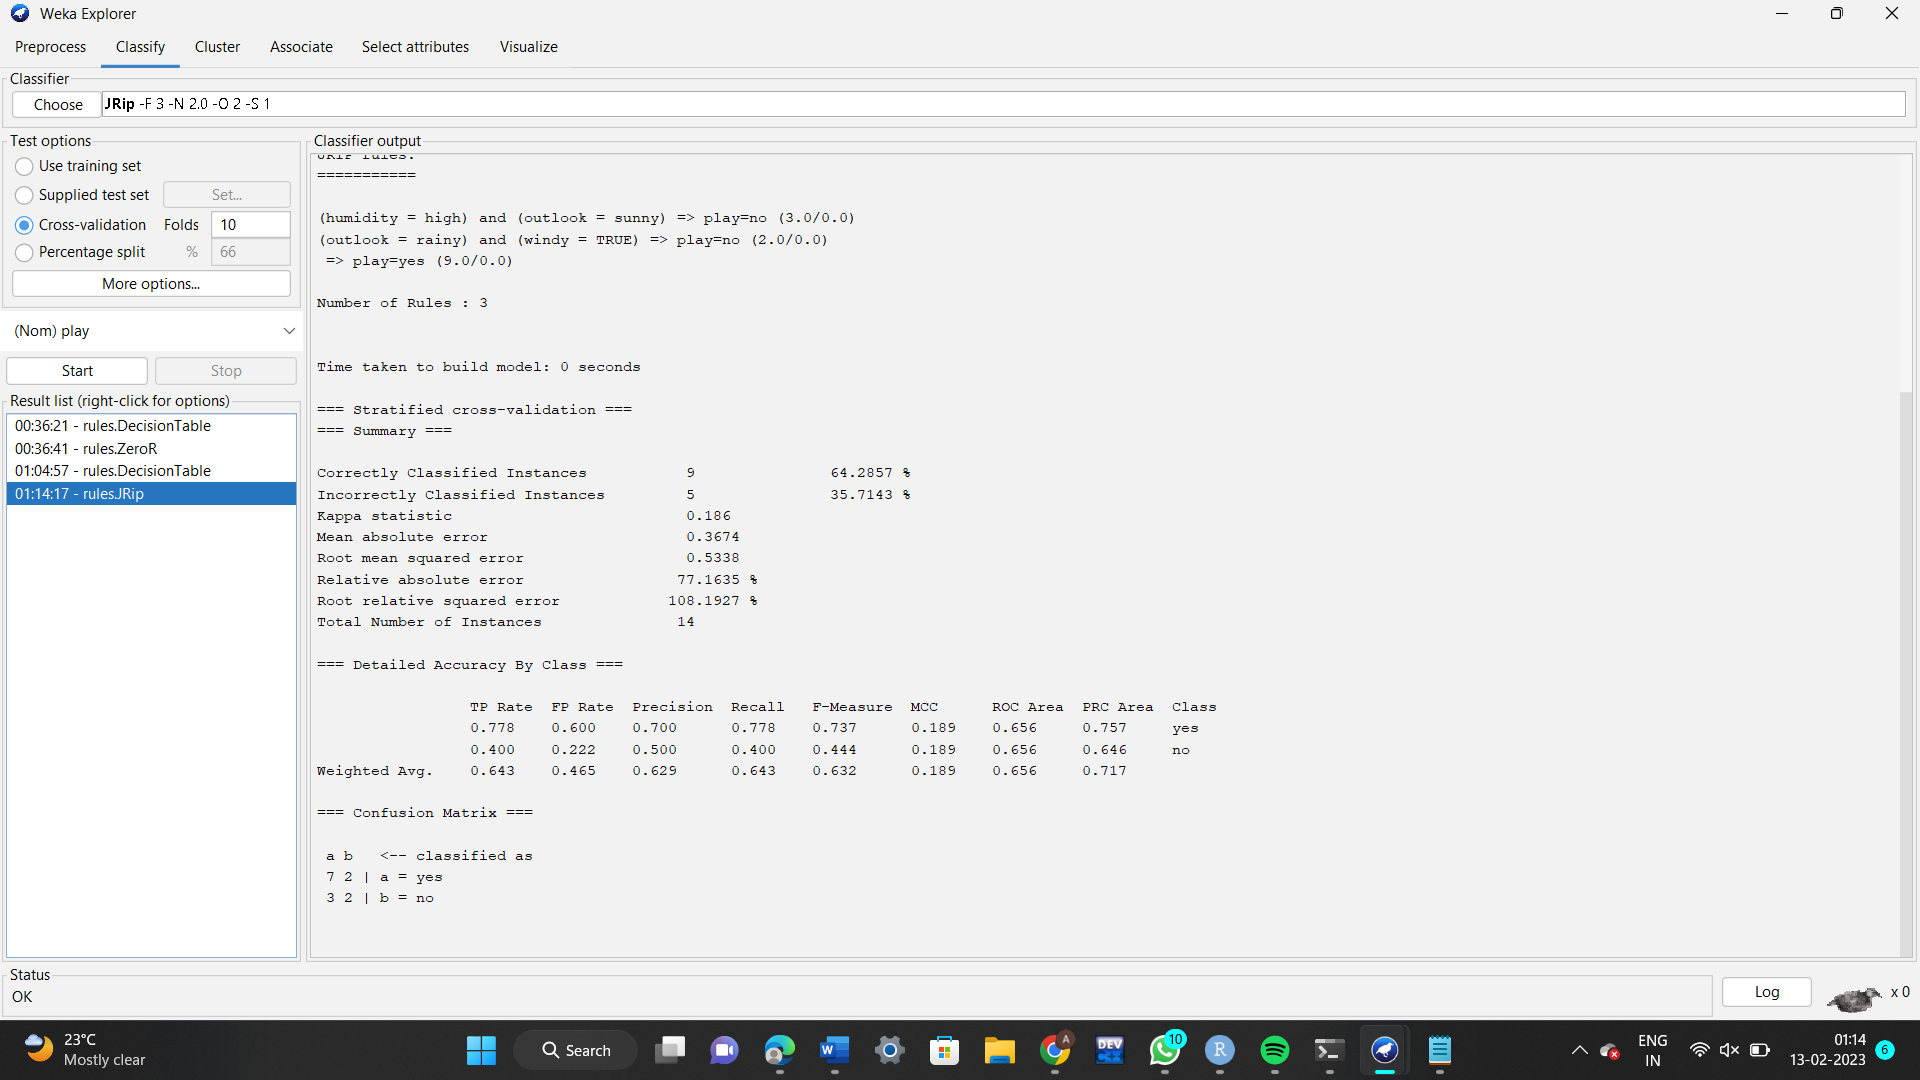 Weka Explorer
Preprocess Classify Cluster Associate Select attributes Visualize
Classifier
Choose JRip -F 3 -N 2.0 -O 2 -S 1
Test options
Use training set
Supplied test set Set...
Cross-validation Folds 10
Percentage split % 66
More options...
(Nom) play
Start Stop
Result list (right-click for options)
00:36:21 - rules.DecisionTable
00:36:41 - rules.ZeroR
01:04:57 - rules.DecisionTable
01:14:17 - rules.JRip
Classifier output
JRIP rules:
===========
(humidity = high) and (outlook = sunny) => play=no (3.0/0.0)
(outlook = rainy) and (windy = TRUE) => play=no (2.0/0.0)
=> play=yes (9.0/0.0)
Number of Rules : 3
Time taken to build model: 0 seconds
=== Stratified cross-validation ===
=== Summary ===
Correctly Classified Instances 9 64.2857 %
Incorrectly Classified Instances 5 35.7143 %
Kappa statistic 0.186
Mean absolute error 0.3674
Root mean squared error 0.5338
Relative absolute error 77.1635 %
Root relative squared error 108.1927 %
Total Number of Instances 14
=== Detailed Accuracy By Class ===
TP Rate FP Rate Precision Recall F-Measure MCC ROC Area PRC Area Class
0.778 0.600 0.700 0.778 0.737 0.189 0.656 0.757 yes
0.400 0.222 0.500 0.400 0.444 0.189 0.656 0.646 no
Weighted Avg. 0.643 0.465 0.629 0.643 0.632 0.189 0.656 0.717
=== Confusion Matrix ===
a b <-- classified as
7 2 | a = yes
3 2 | b = no
Status
OK
Log x 0
23°C
Mostly clear
Search
W
A
DEV
C++
10
R
ENG
IN
01:14
13-02-2023
6